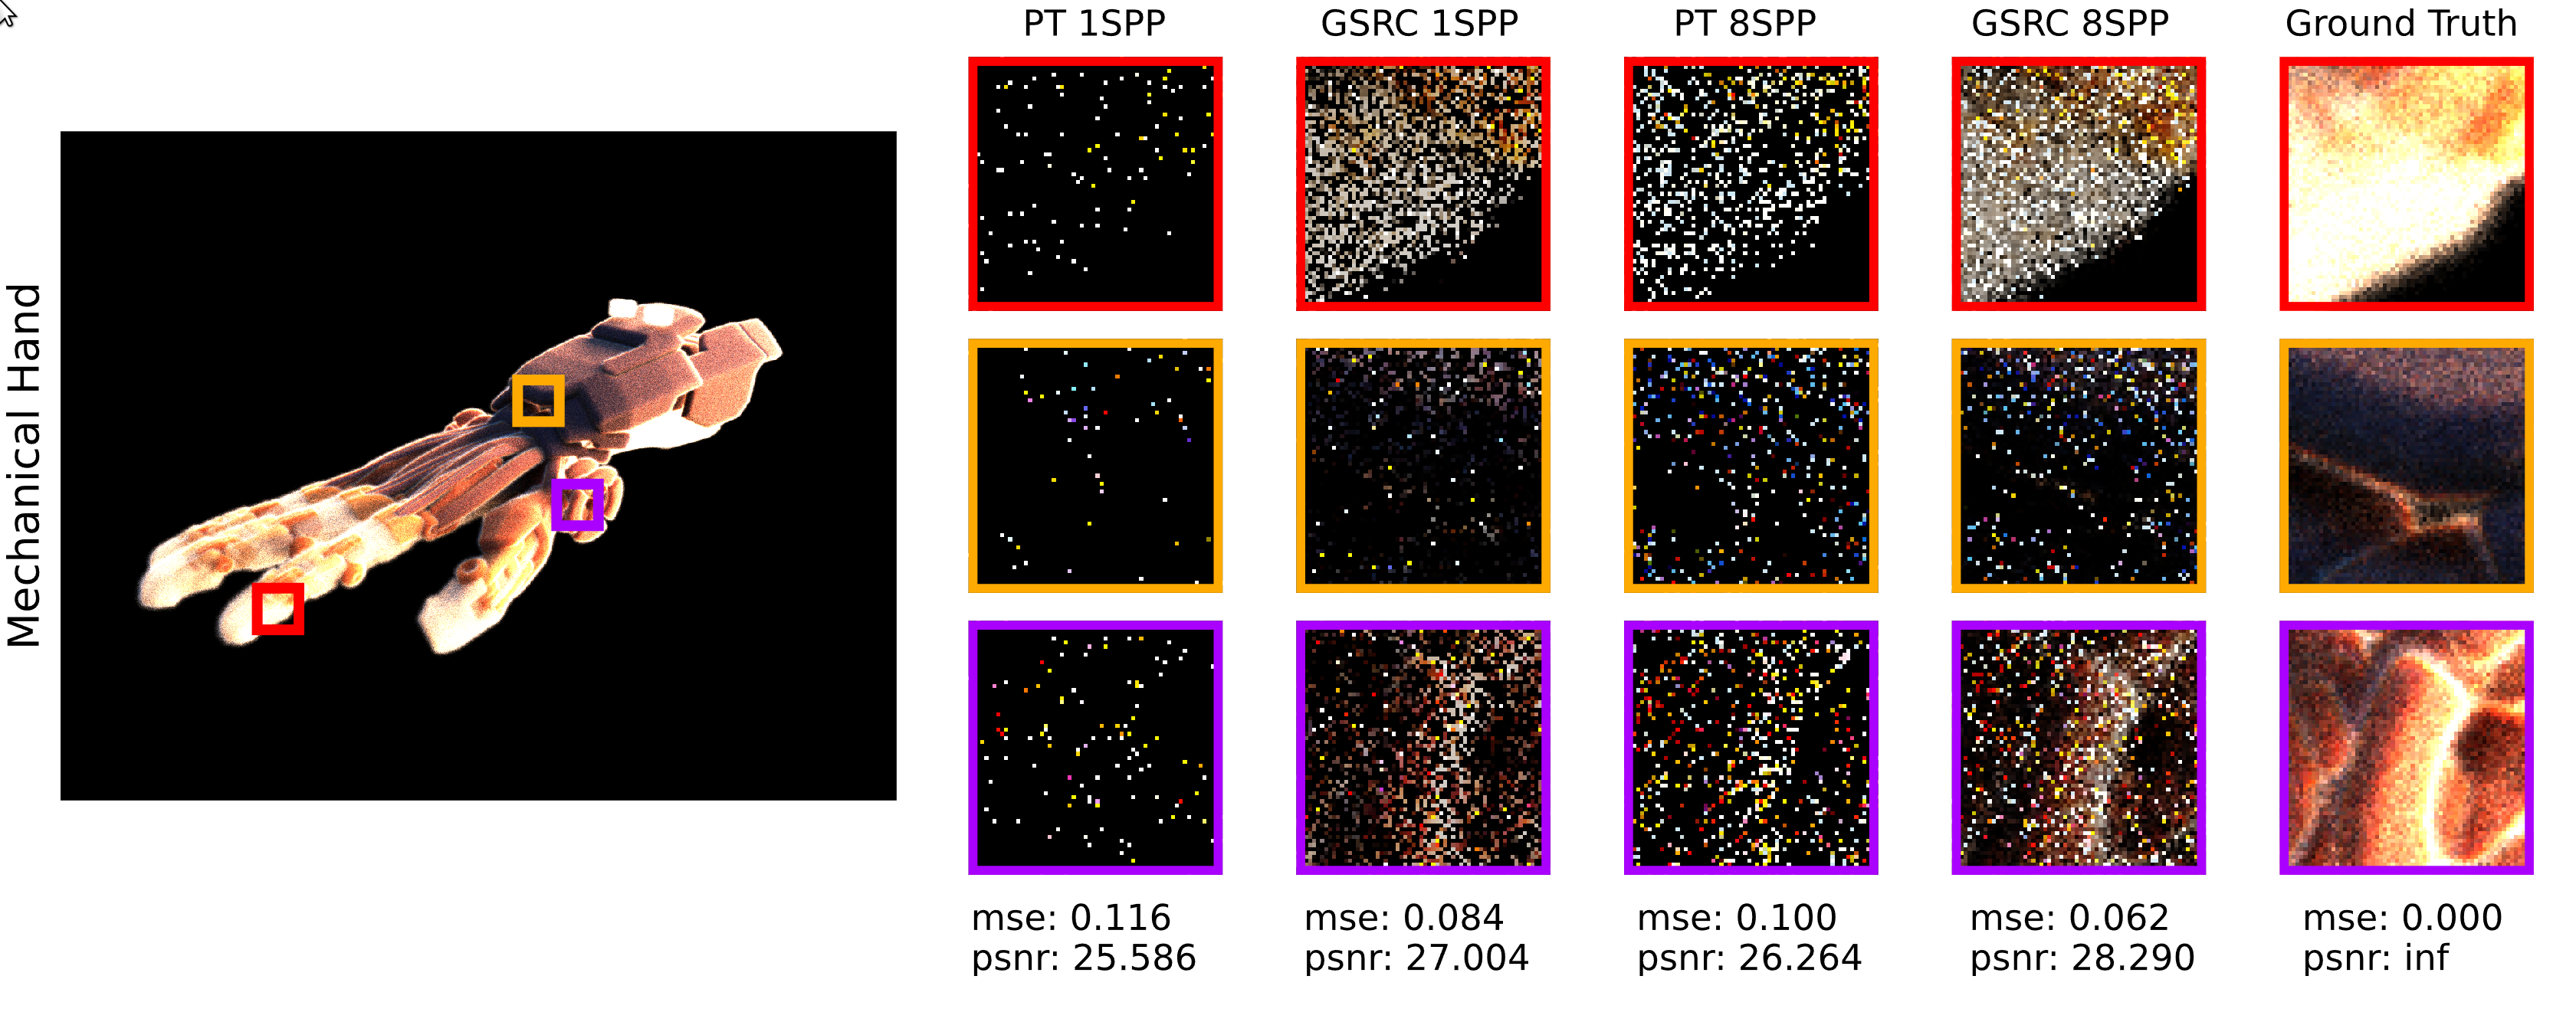 PT 1SPP
GSRC 1SPP
PT 8SPP
GSRC 8SPP
Ground Truth
Mechanical Hand
mse: 0.116
psnr: 25.586
mse: 0.084
psnr: 27.004
mse: 0.100
psnr: 26.264
mse: 0.062
psnr: 28.290
mse: 0.000
psnr: inf